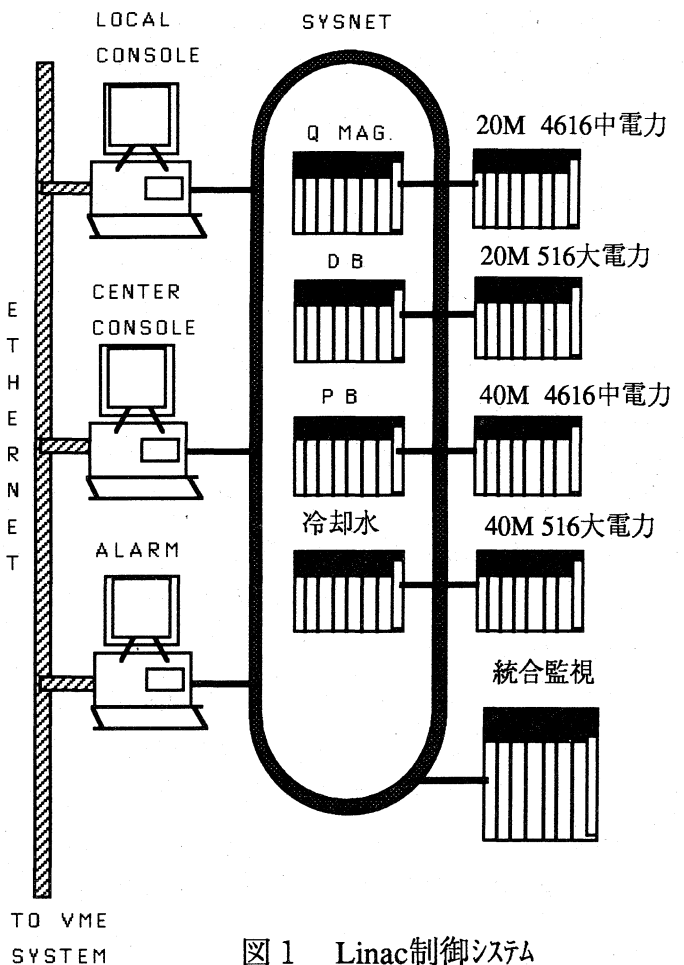 LOCAL
CONSOLE
SYSNET
Q MAG.
20M 4616中電力
DB
20M 516大電力
CENTER
CONSOLE
ETHERNET
PB
40M 4616中電力
冷却水
40M 516大電力
ALARM
統合監視
TO VME
SYSTEM
図1 Linac制御システム